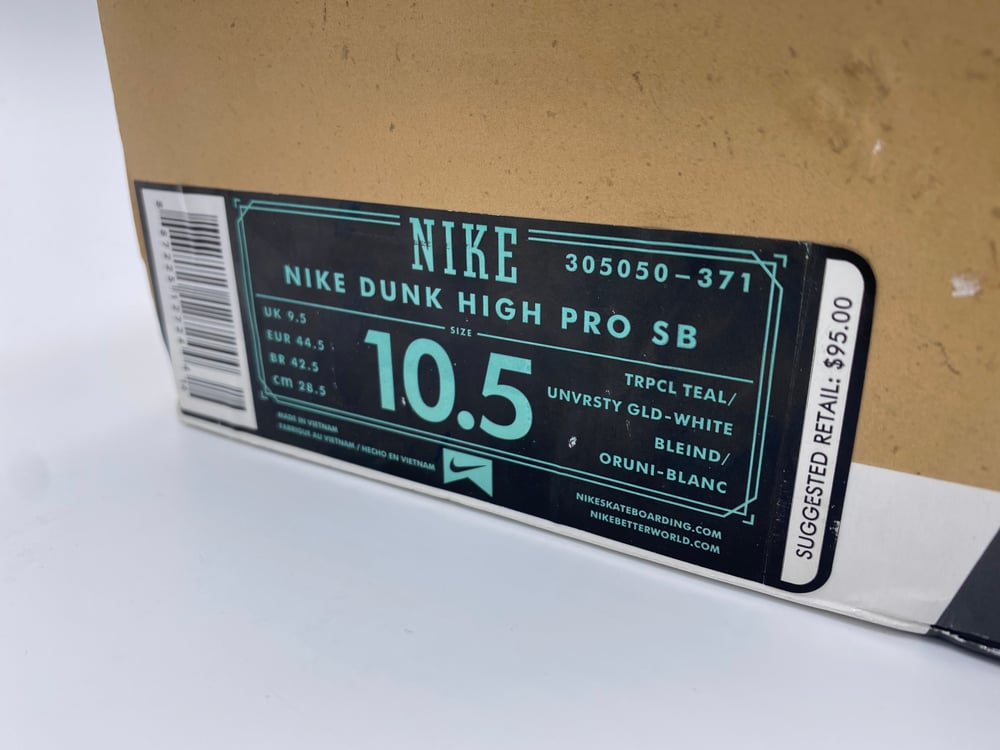 NIKE
305050-371
NIKE DUNK HIGH PRO SB
UK 9.5
EUR 44.5
BR 42.5
cm 28.5
SIZE
10.5
TRPCL TEAL/
UNVRSTY GLD-WHITE
BLEIND/
ORUNI-BLANC
MADE IN VIETNAM
FABRIQUE AU VIETNAM / HECHO EN VIETNAM
NIKESKATEBOARDING.COM
NIKEBETTERWORLD.COM
SUGGESTED RETAIL: $95.00